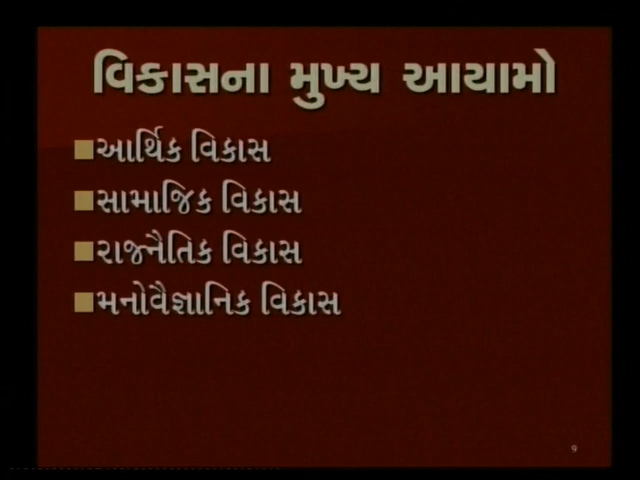 વિકાસના મુખ્ય આયામો
આર્થિક વિકાસ
સામાજિક વિકાસ
રાજનૈતિક વિકાસ
મનોવૈજ્ઞાનિક વિકાસ
9